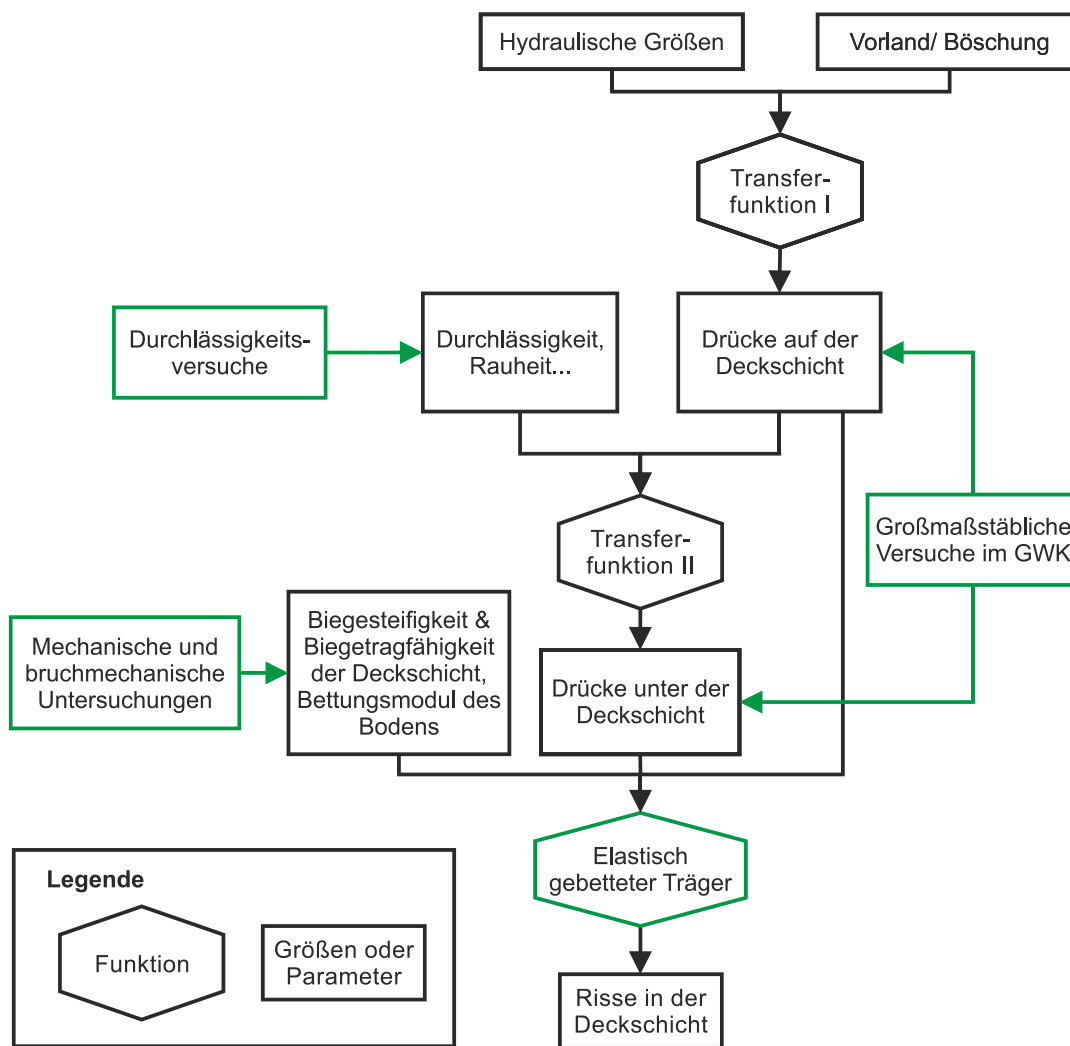 Hydraulische Größen
Vorland/ Böschung
Transfer-
funktion I
Durchlässigkeits-
versuche
Durchlässigkeit,
Rauheit...
Drücke auf der
Deckschicht
Großmaßstäbliche
Versuche im GWK
Transfer-
funktion II
Mechanische und
bruchmechanische
Untersuchungen
Biegesteifigkeit &
Biegetragfähigkeit
der Deckschicht,
Bettungsmodul des
Bodens
Drücke unter der
Deckschicht
Elastisch
gebetteter Träger
Risse in der
Deckschicht
Legende
Funktion
Größen oder
Parameter